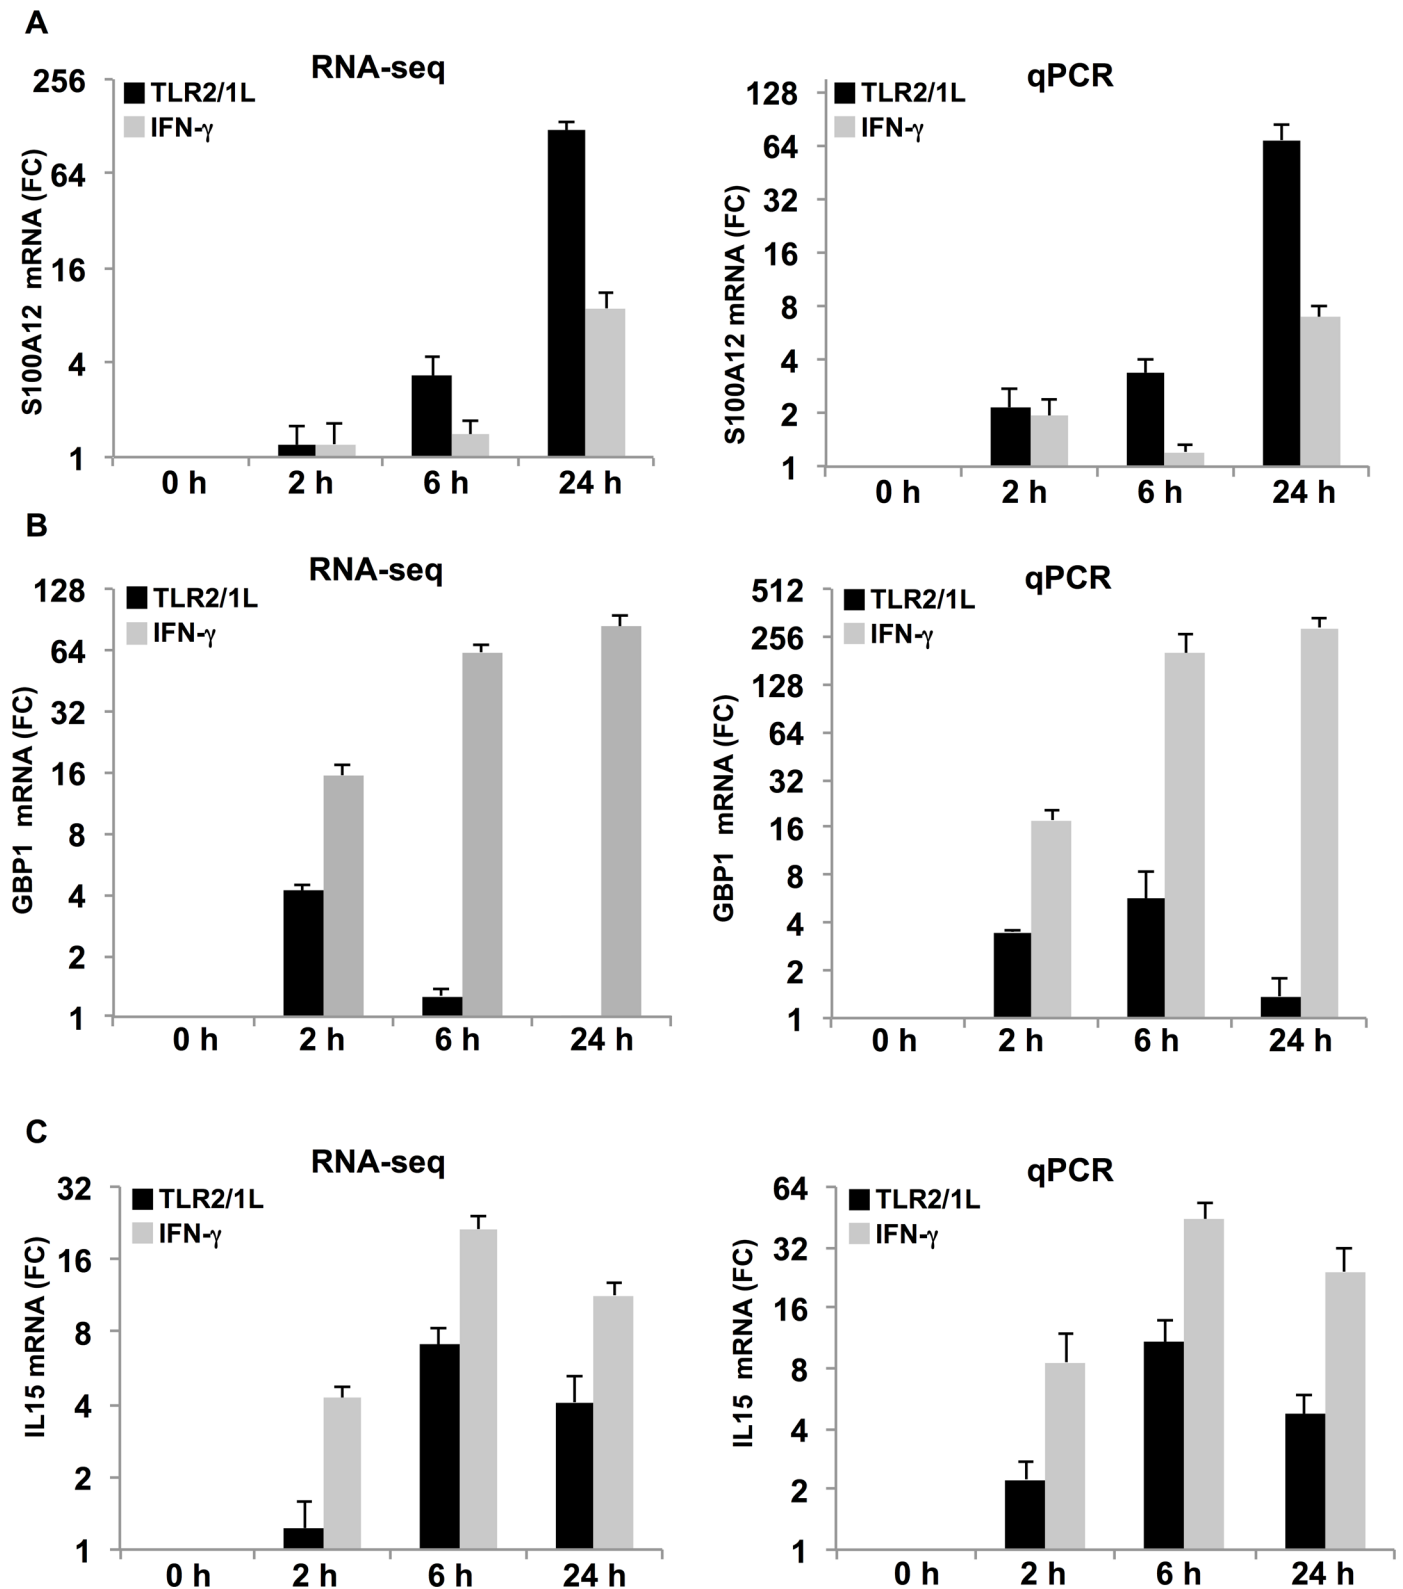 A
RNA-seq
TLR2/1L
IFN-γ
S100A12 mRNA (FC)
256
64
16
4
1
0 h 2 h 6 h 24 h
qPCR
TLR2/1L
IFN-γ
S100A12 mRNA (FC)
128
64
32
16
8
4
2
1
0 h 2 h 6 h 24 h
B
RNA-seq
TLR2/1L
IFN-γ
GBP1 mRNA (FC)
128
64
32
16
8
4
2
1
0 h 2 h 6 h 24 h
qPCR
TLR2/1L
IFN-γ
GBP1 mRNA (FC)
512
256
128
64
32
16
8
4
2
1
0 h 2 h 6 h 24 h
C
RNA-seq
TLR2/1L
IFN-γ
IL15 mRNA (FC)
32
16
8
4
2
1
0 h 2 h 6 h 24 h
qPCR
TLR2/1L
IFN-γ
IL15 mRNA (FC)
64
32
16
8
4
2
1
0 h 2 h 6 h 24 h